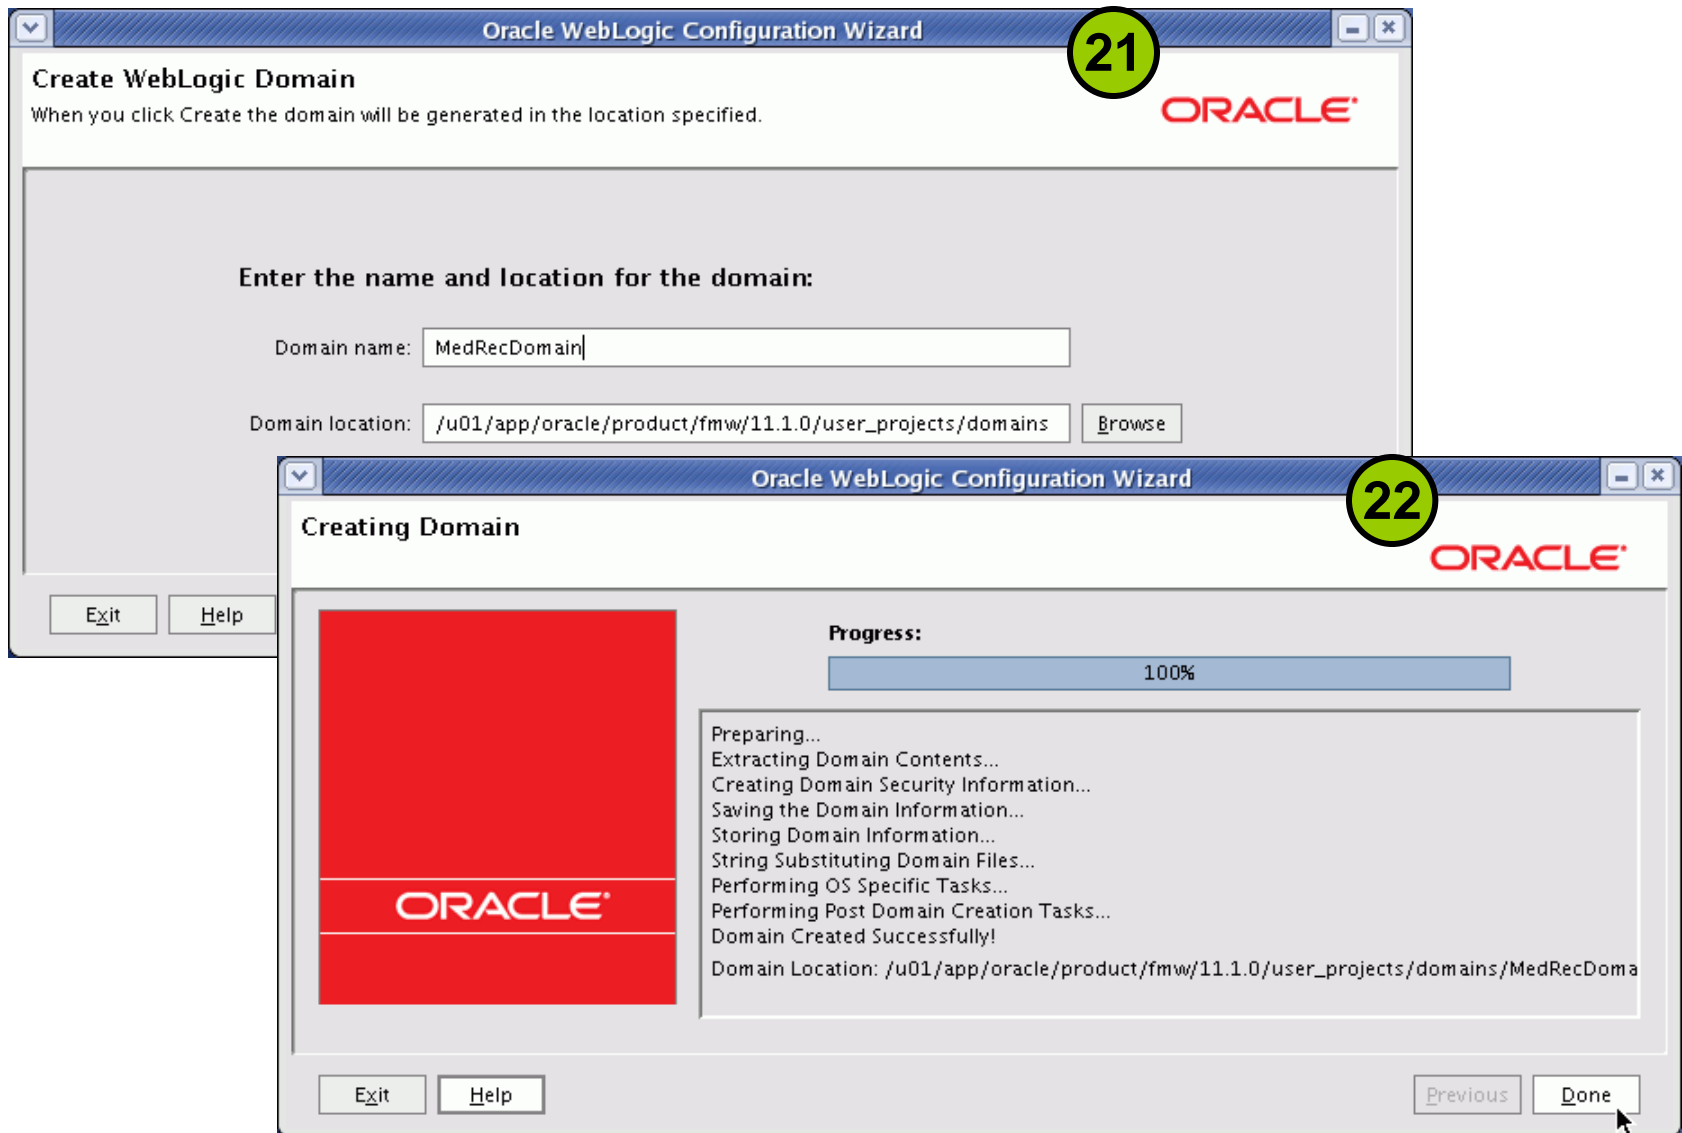 Oracle WebLogic Configuration Wizard
21
Create WebLogic Domain
When you click Create the domain will be generated in the location specified.
ORACLE
Enter the name and location for the domain:
Domain name: MedRecDomain
Domain location: /u01/app/oracle/product/fmw/11.1.0/user_projects/domains Browse
Exit Help
Oracle WebLogic Configuration Wizard
22
Creating Domain
ORACLE
Progress:
100%
Preparing...
Extracting Domain Contents...
Creating Domain Security Information...
Saving the Domain Information...
Storing Domain Information...
String Substituting Domain Files...
Performing OS Specific Tasks...
Performing Post Domain Creation Tasks...
Domain Created Successfully!
Domain Location: /u01/app/oracle/product/fmw/11.1.0/user_projects/domains/MedRecDoma
ORACLE
Exit Help Previous Done